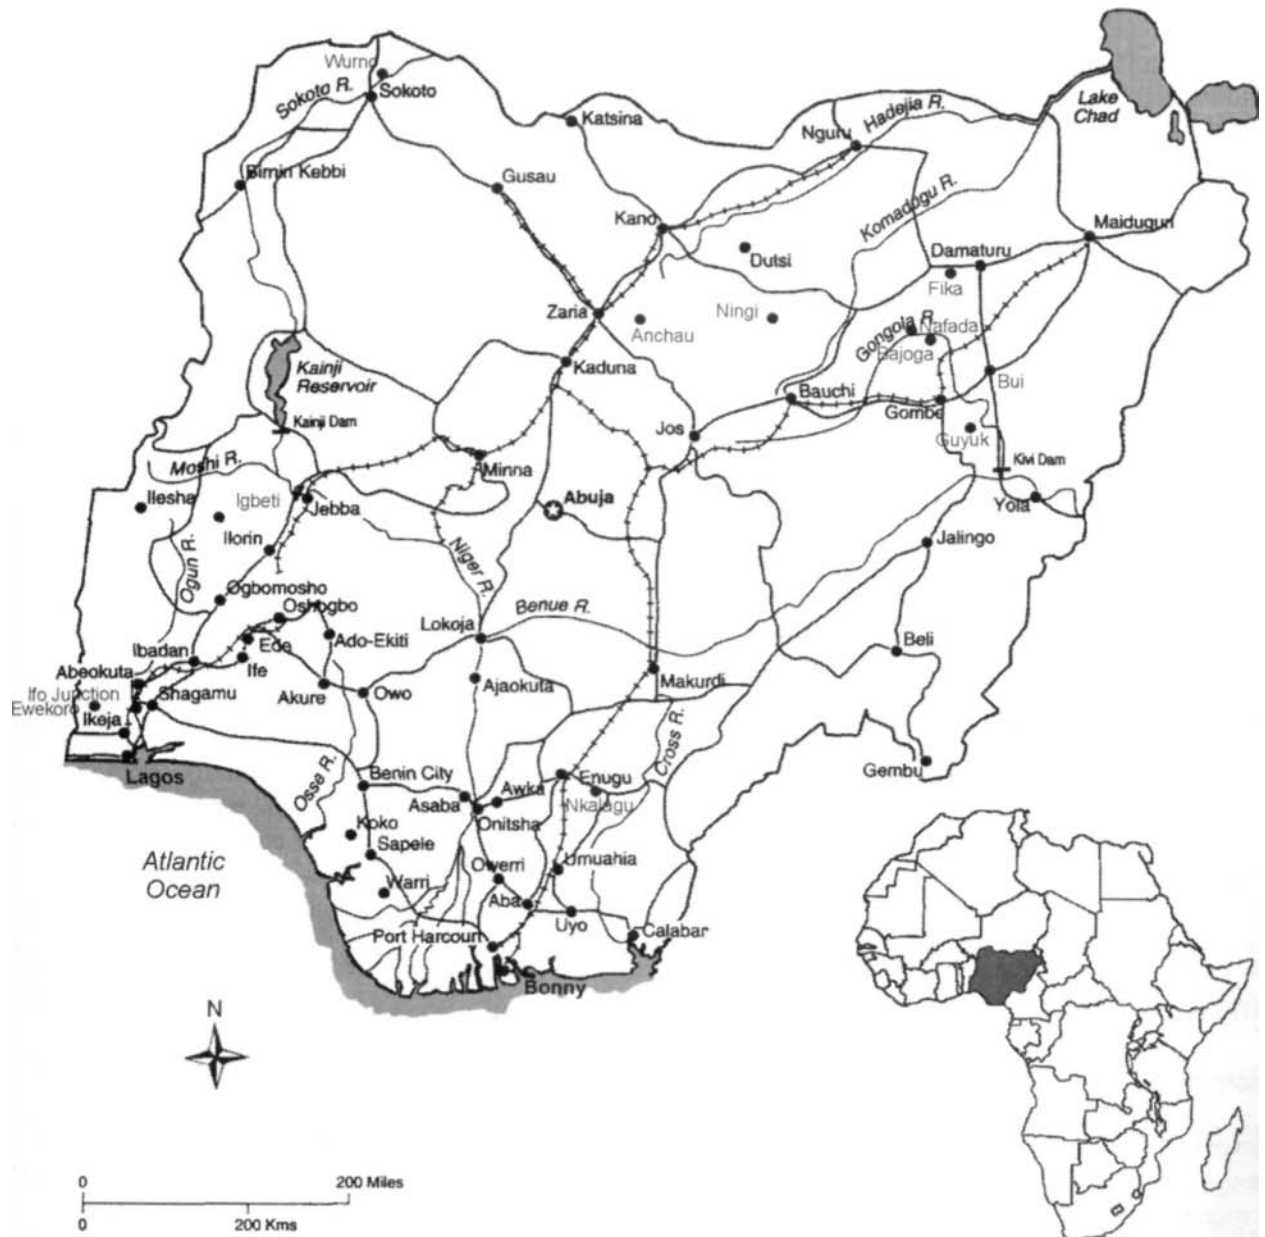 Wurno
Sokoto R.
Sokoto
Katsina
Nguru
Hadejia R.
Lake
Chad
Birnin Kebbi
Gusau
Kano
Komadogu R.
Maiduguri
Dutsi
Damaturu
Fika
Zaria
Anchau
Ningi
Gongola R.
Nafada
Bajoga
Kainji
Reservoir
Kaduna
Bui
Bauchi
Gombe
Kainji Dam
Jos
Guyuk
Moshi R.
Minna
Kivi Dam
Ilesha
Igbeti
Jebba
Abuja
Yola
Ilorin
Ogun R.
Niger R.
Jalingo
Ogbomosho
Oshogbo
Benue R.
Lokoja
Ede
Ado-Ekiti
Beli
Ibadan
Ife
Abeokuta
Ifo Junction
Shagamu
Akure
Owo
Ajaokuta
Makurdi
Ewekoro
Ikeja
Cross R.
Lagos
Osse R.
Benin City
Gembu
Asaba
Awka
Enugu
Nkalagu
Onitsha
Koko
Sapele
Atlantic
Ocean
Owerri
Umuahia
Warri
Aba
Uyo
Port Harcourt
Calabar
Bonny
N
0
200 Miles
0
200 Kms